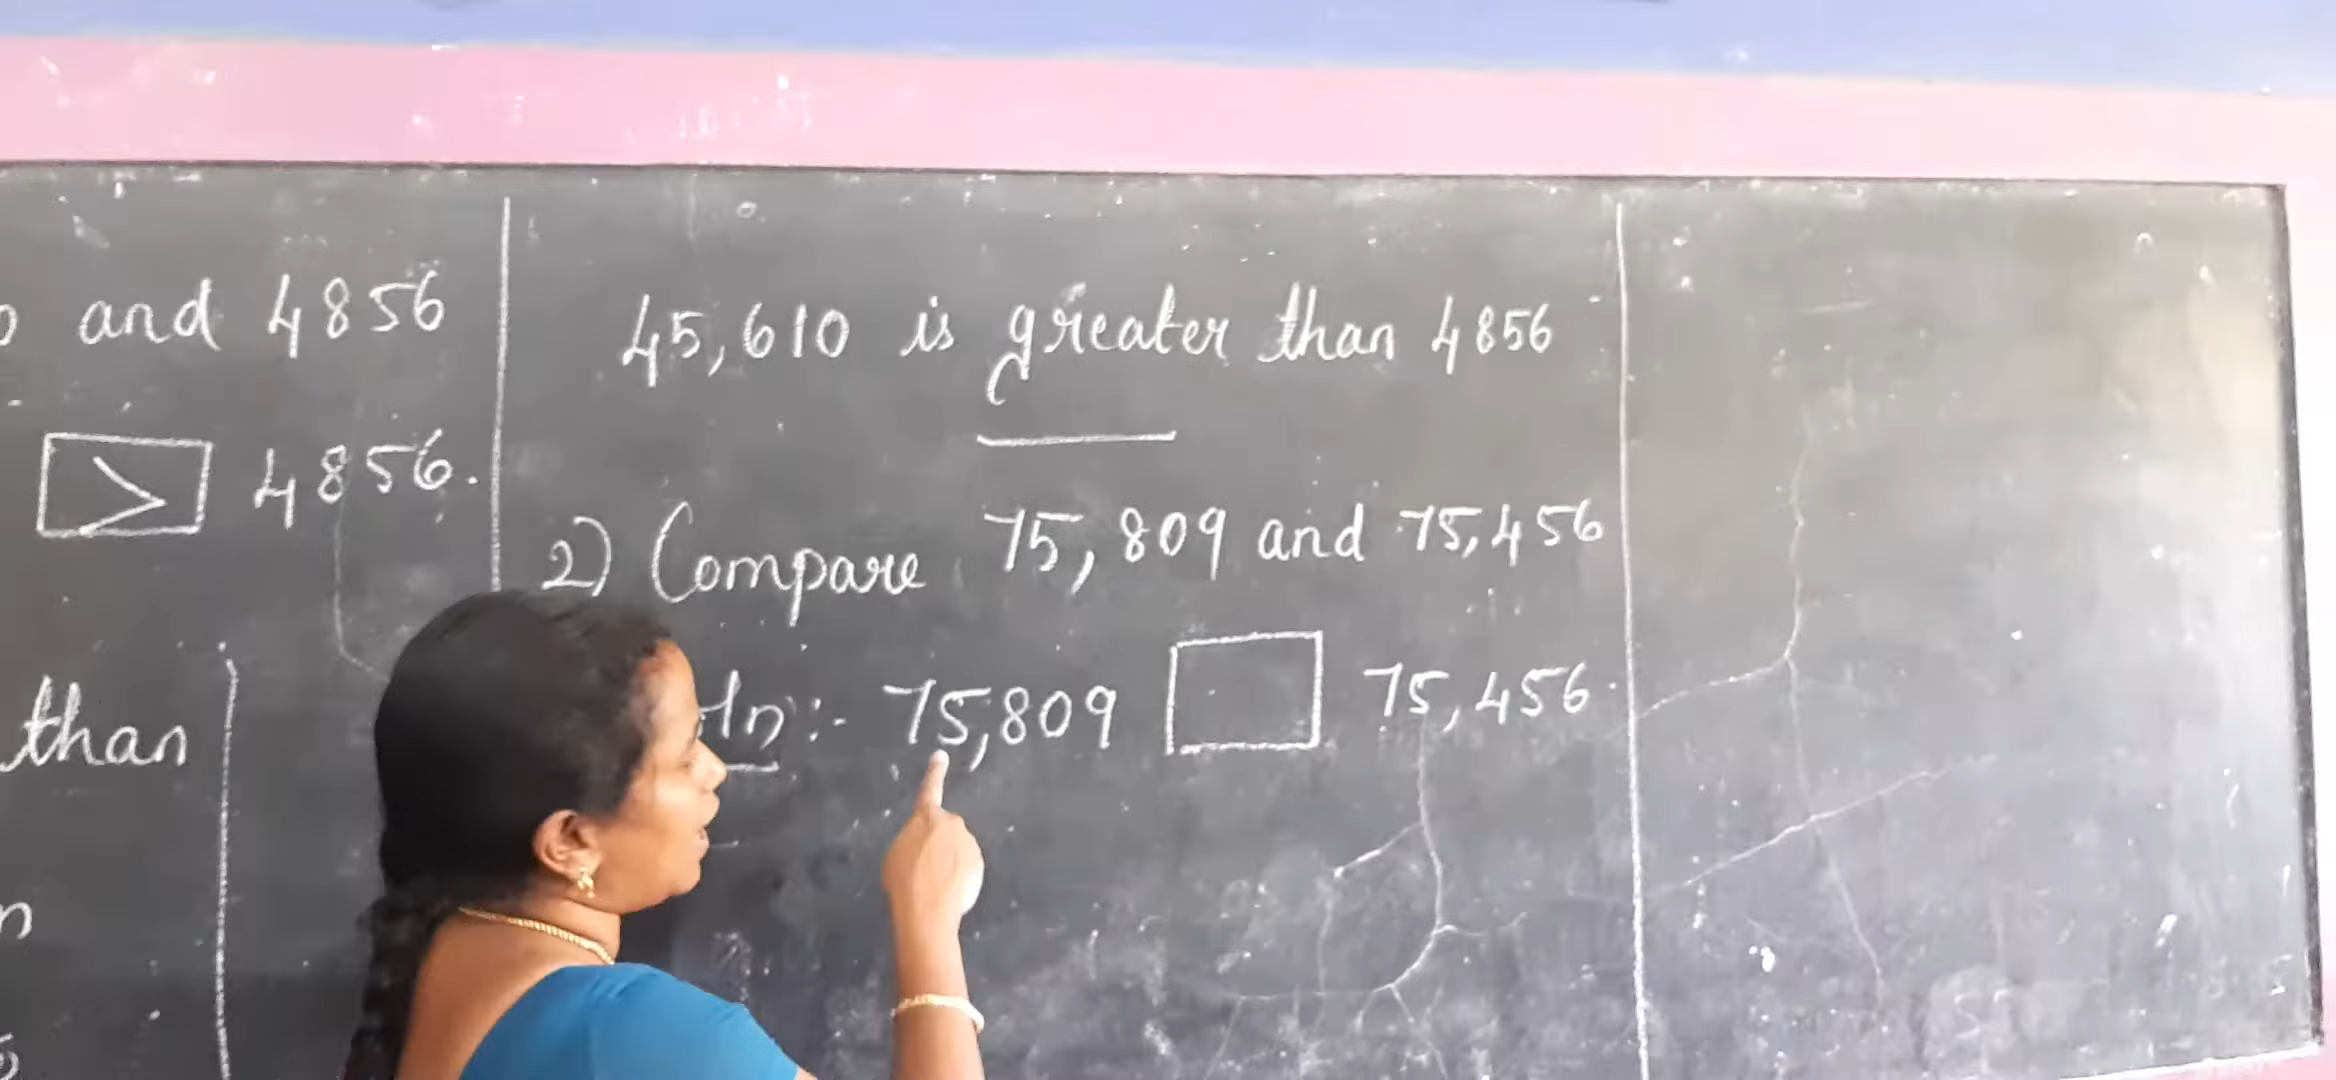 and 4856
> 4856.
than
45,610 is greater than 4856
2) Compare 75,809 and 75,456
:- 75,809 75,456